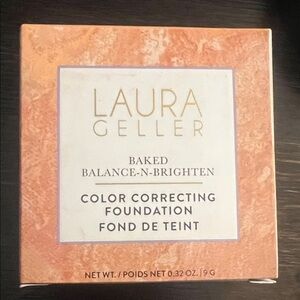 LAURA
GELLER
BAKED
BALANCE-N-BRIGHTEN
COLOR CORRECTING
FOUNDATION
FOND DE TEINT
NET WT. / POIDS NET 0.32 OZ. | 9 G